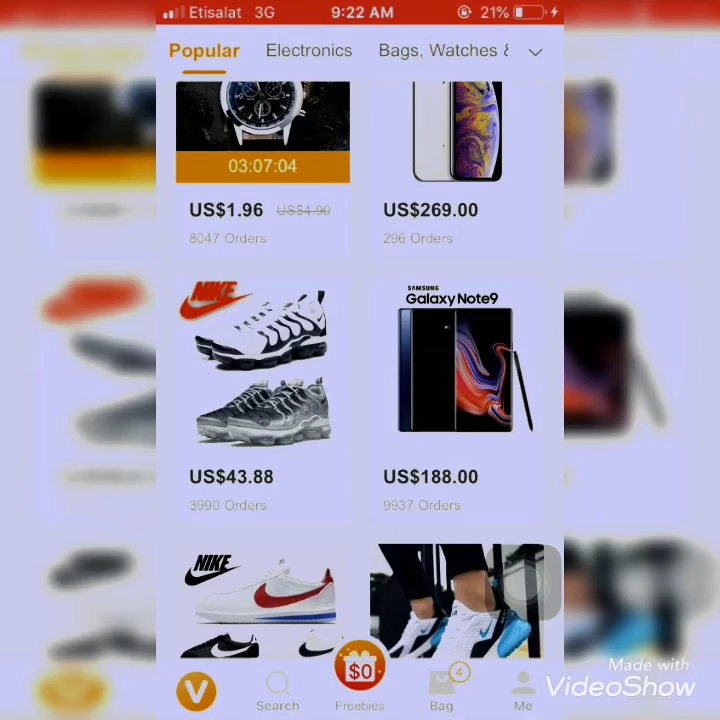 Etisalat 3G 9:22 AM 21%
Popular Electronics Bags, Watches &
03:07:04
US$1.96 US$4.90 US$269.00
8047 Orders 296 Orders
NIKE SAMSUNG
Galaxy Note9
US$43.88 US$188.00
3990 Orders 9937 Orders
NIKE
$0
4
V Search Freebies Bag Me
Made with
VideoShow